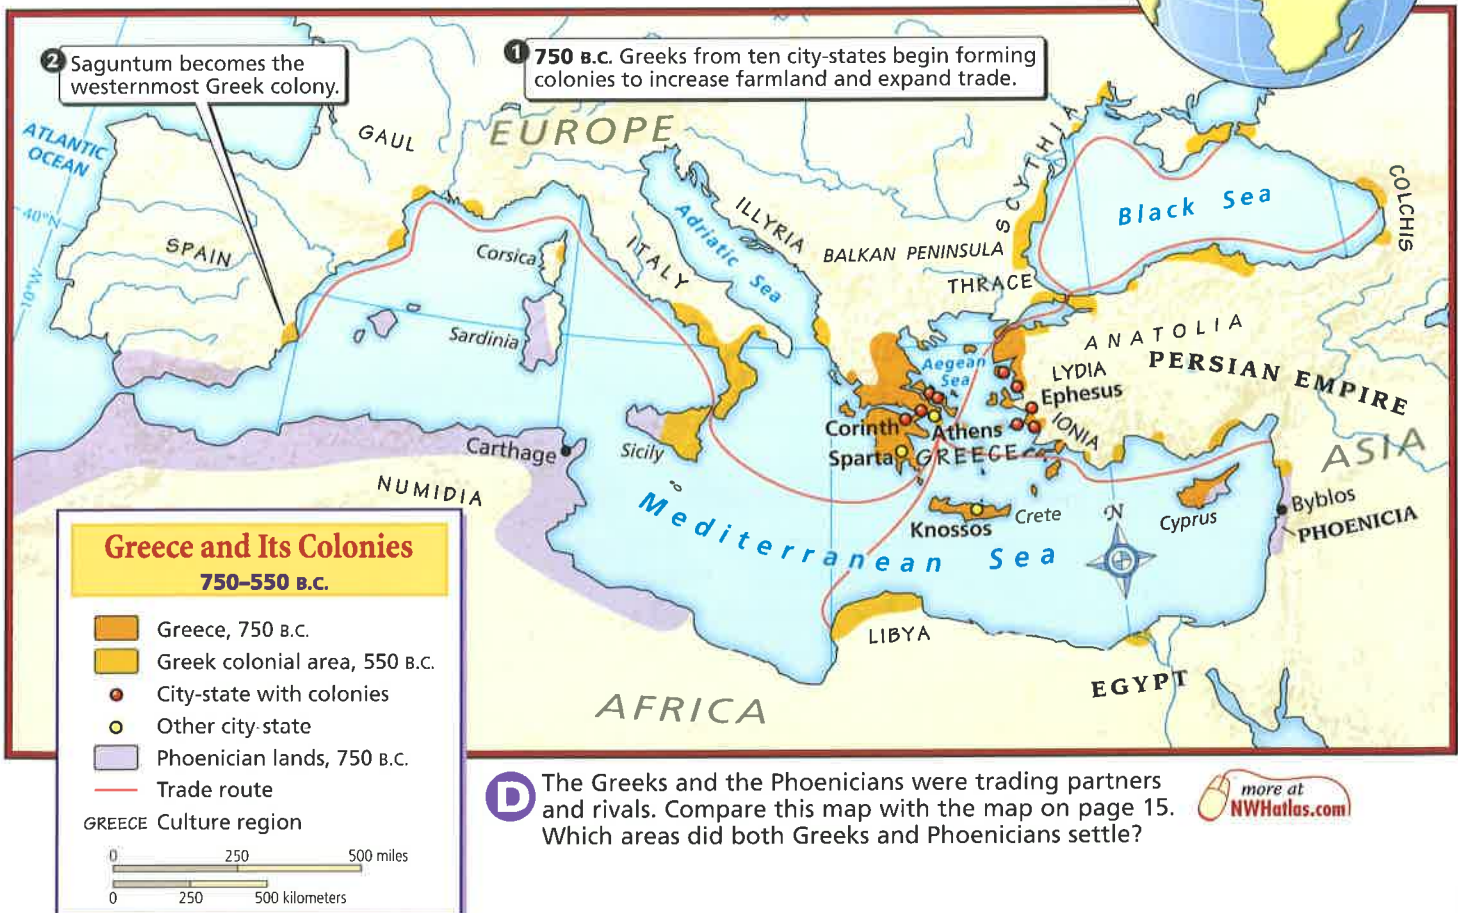 2 Saguntum becomes the
westernmost Greek colony.
1 750 B.C. Greeks from ten city-states begin forming
colonies to increase farmland and expand trade.
ATLANTIC
OCEAN
40°N
10°W
GAUL
EUROPE
SPAIN
Corsica
Sardinia
ITALY
Adriatic Sea
ILLYRIA
BALKAN PENINSULA
SCYTHIA
THRACE
Black Sea
COLCHIS
ANATOLIA
PERSIAN EMPIRE
LYDIA
Aegean
Sea
Ephesus
IONIA
ASIA
Corinth
Athens
Sparta
GREECE
Sicily
Carthage
NUMIDIA
Mediterranean Sea
Knossos
Crete
N
Cyprus
Byblos
PHOENICIA
LIBYA
EGYPT
AFRICA
Greece and Its Colonies
750–550 B.C.
Greece, 750 B.C.
Greek colonial area, 550 B.C.
City-state with colonies
Other city-state
Phoenician lands, 750 B.C.
Trade route
GREECE Culture region
0 250 500 miles
0 250 500 kilometers
D The Greeks and the Phoenicians were trading partners
and rivals. Compare this map with the map on page 15.
Which areas did both Greeks and Phoenicians settle?
more at
NWHatlas.com